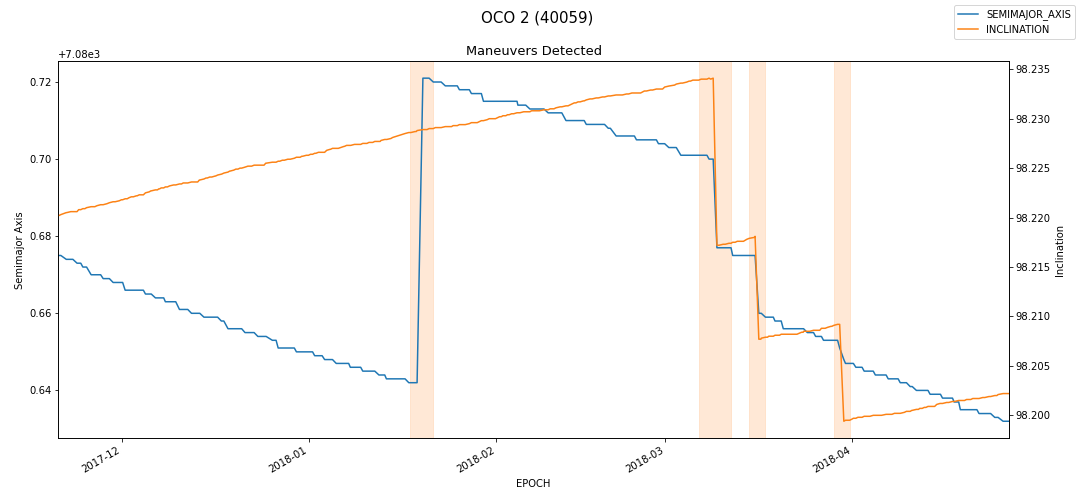 OCO 2 (40059)
SEMIMAJOR_AXIS
INCLINATION
Maneuvers Detected
+7.08e3
0.72
0.70
0.68
0.66
0.64
Semimajor Axis
98.235
98.230
98.225
98.220
98.215
98.210
98.205
98.200
Inclination
2017-12
2018-01
2018-02
2018-03
2018-04
EPOCH